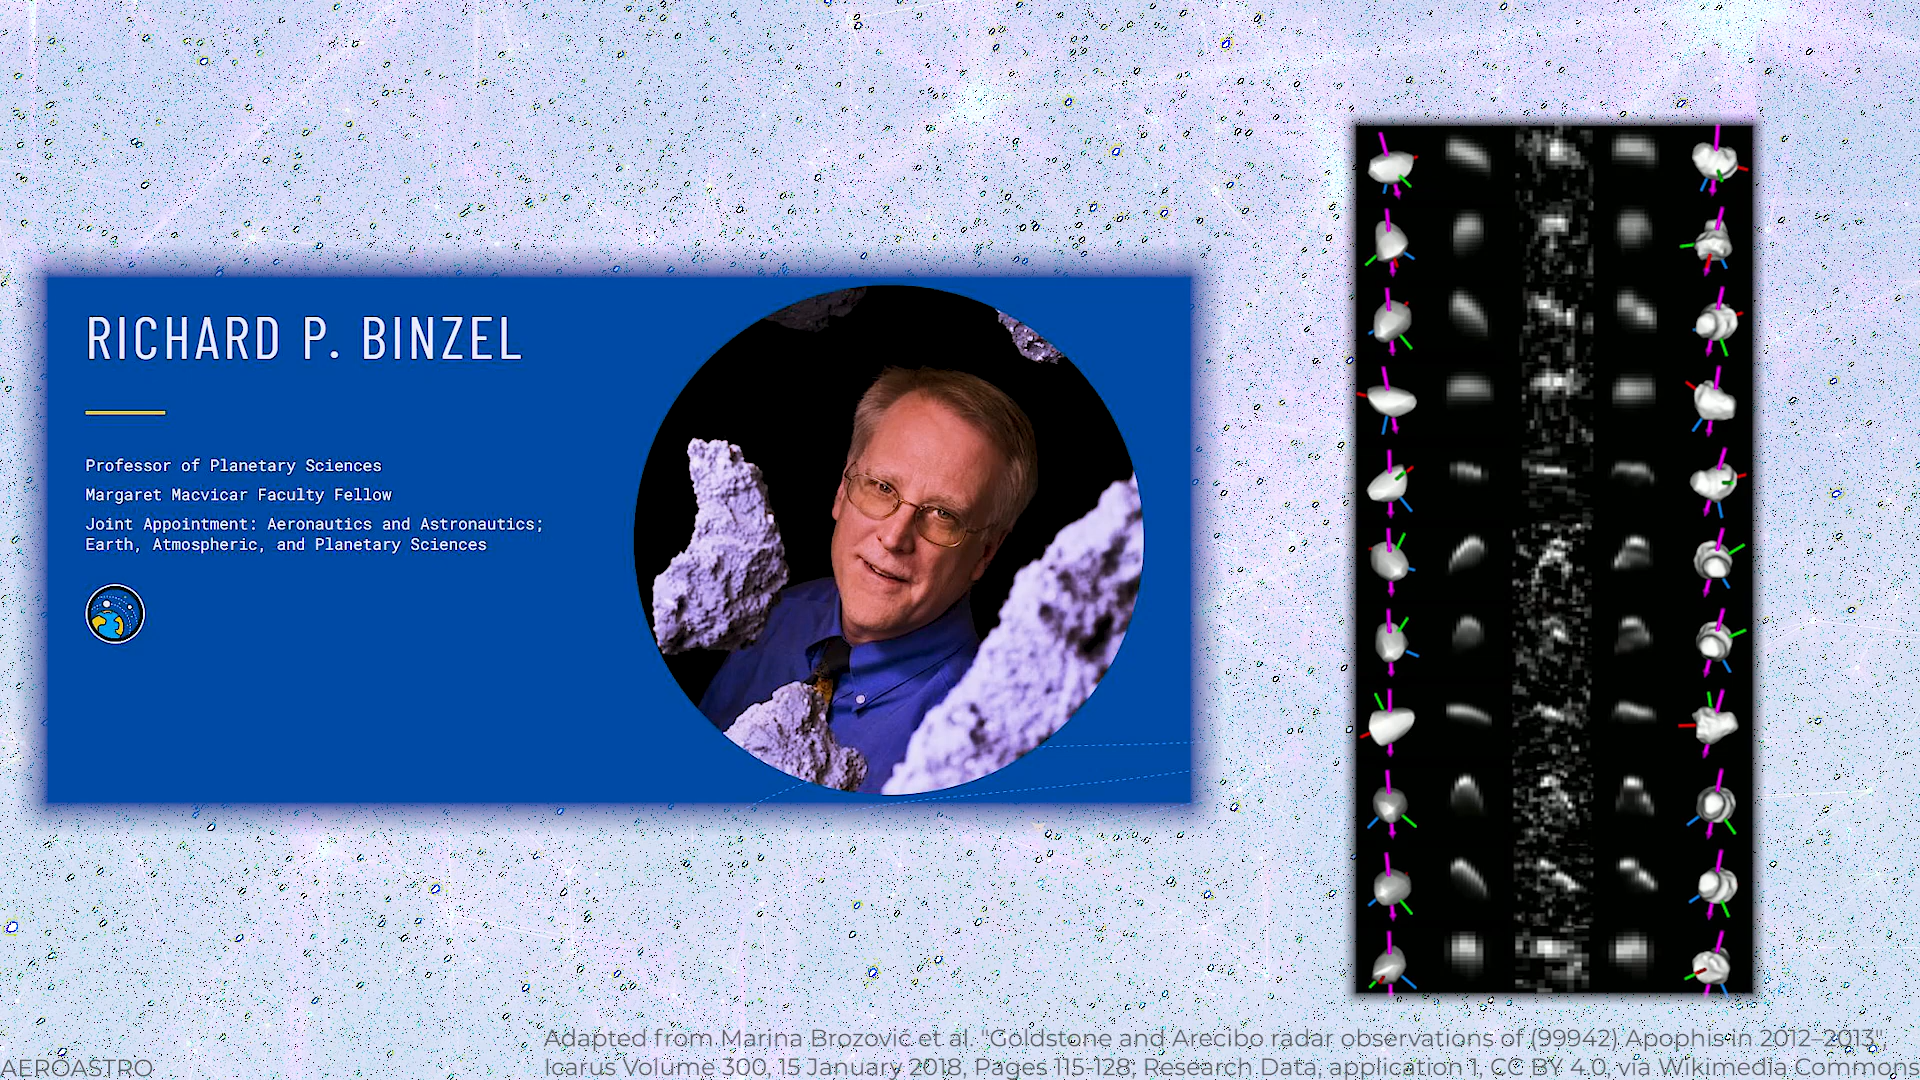 RICHARD P. BINZEL
Professor of Planetary Sciences
Margaret Macvicar Faculty Fellow
Joint Appointment: Aeronautics and Astronautics;
Earth, Atmospheric, and Planetary Sciences
Adapted from Marina Brozović et al. "Goldstone and Arecibo radar observations of (99942) Apophis in 2012–2013"
Icarus Volume 300, 15 January 2018, Pages 115-128; Research Data, application 1, CC BY 4.0, via Wikimedia Commons
AEROASTRO